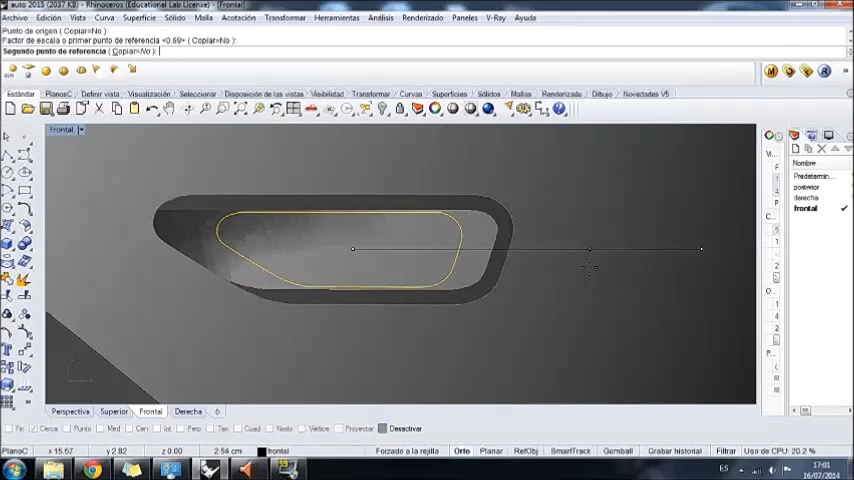 auto 2015 (2037 KB) - Rhinoceros (Educational Lab License) - [Frontal]
Archivo Edición Vista Curva Superficie Sólido Malla Acotación Transformar Herramientas Análisis Renderizado Paneles V-Ray Ayuda
Punto de origen ( Copiar=No ):
Factor de escala o primer punto de referencia <0.69> ( Copiar=No ):
Segundo punto de referencia ( Copiar=No ):
Estándar PlanosC Definir vista Visualización Seleccionar Disposición de las vistas Visibilidad Transformar Curvas Superficies Sólidos Mallas Renderizado Dibujo Novedades V5
Frontal
Nombre
Predetermin...
posterior
derecha
frontal
Perspectiva Superior Frontal Derecha
Fin Cerca Punto Med Cen Int Perp Tan Cuad Nodo Vértice Proyectar Desactivar
PlanoC x 15.57 y 2.82 z 0.00 2.54 cm frontal Forzado a la rejilla Orto Planar RefObj SmartTrack Gumball Grabar historial Filtrar Uso de CPU: 20.2 %
ES 17:01
16/07/2014